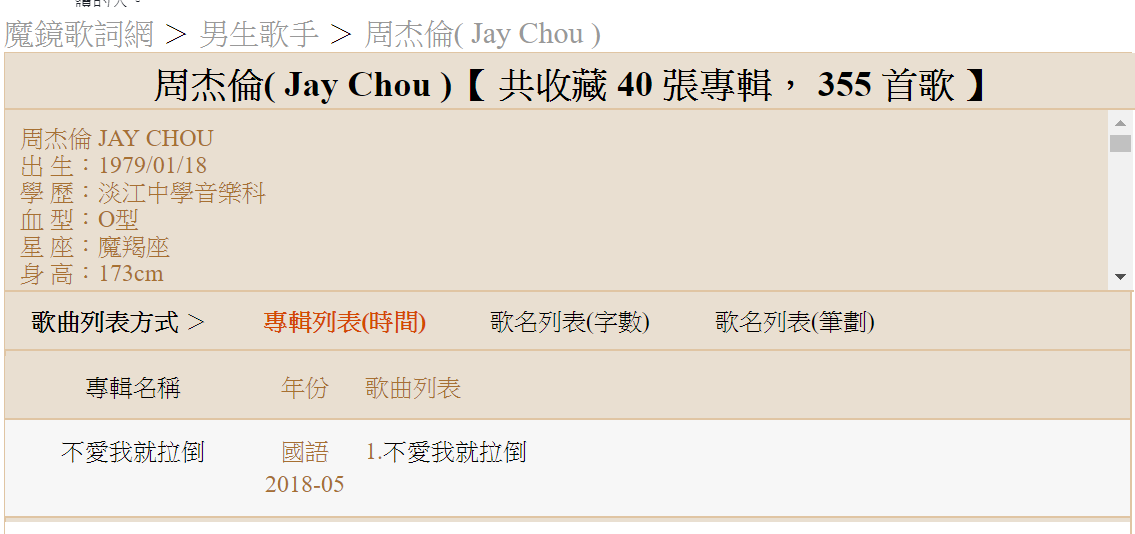 魔鏡歌詞網 > 男生歌手 > 周杰倫( Jay Chou )
周杰倫( Jay Chou )【 共收藏 40 張專輯， 355 首歌 】
周杰倫 JAY CHOU
出 生：1979/01/18
學 歷：淡江中學音樂科
血 型：O型
星 座：魔羯座
身 高：173cm
歌曲列表方式 > 專輯列表(時間) 歌名列表(字數) 歌名列表(筆劃)
專輯名稱 年份 歌曲列表
不愛我就拉倒 國語 1.不愛我就拉倒
2018-05